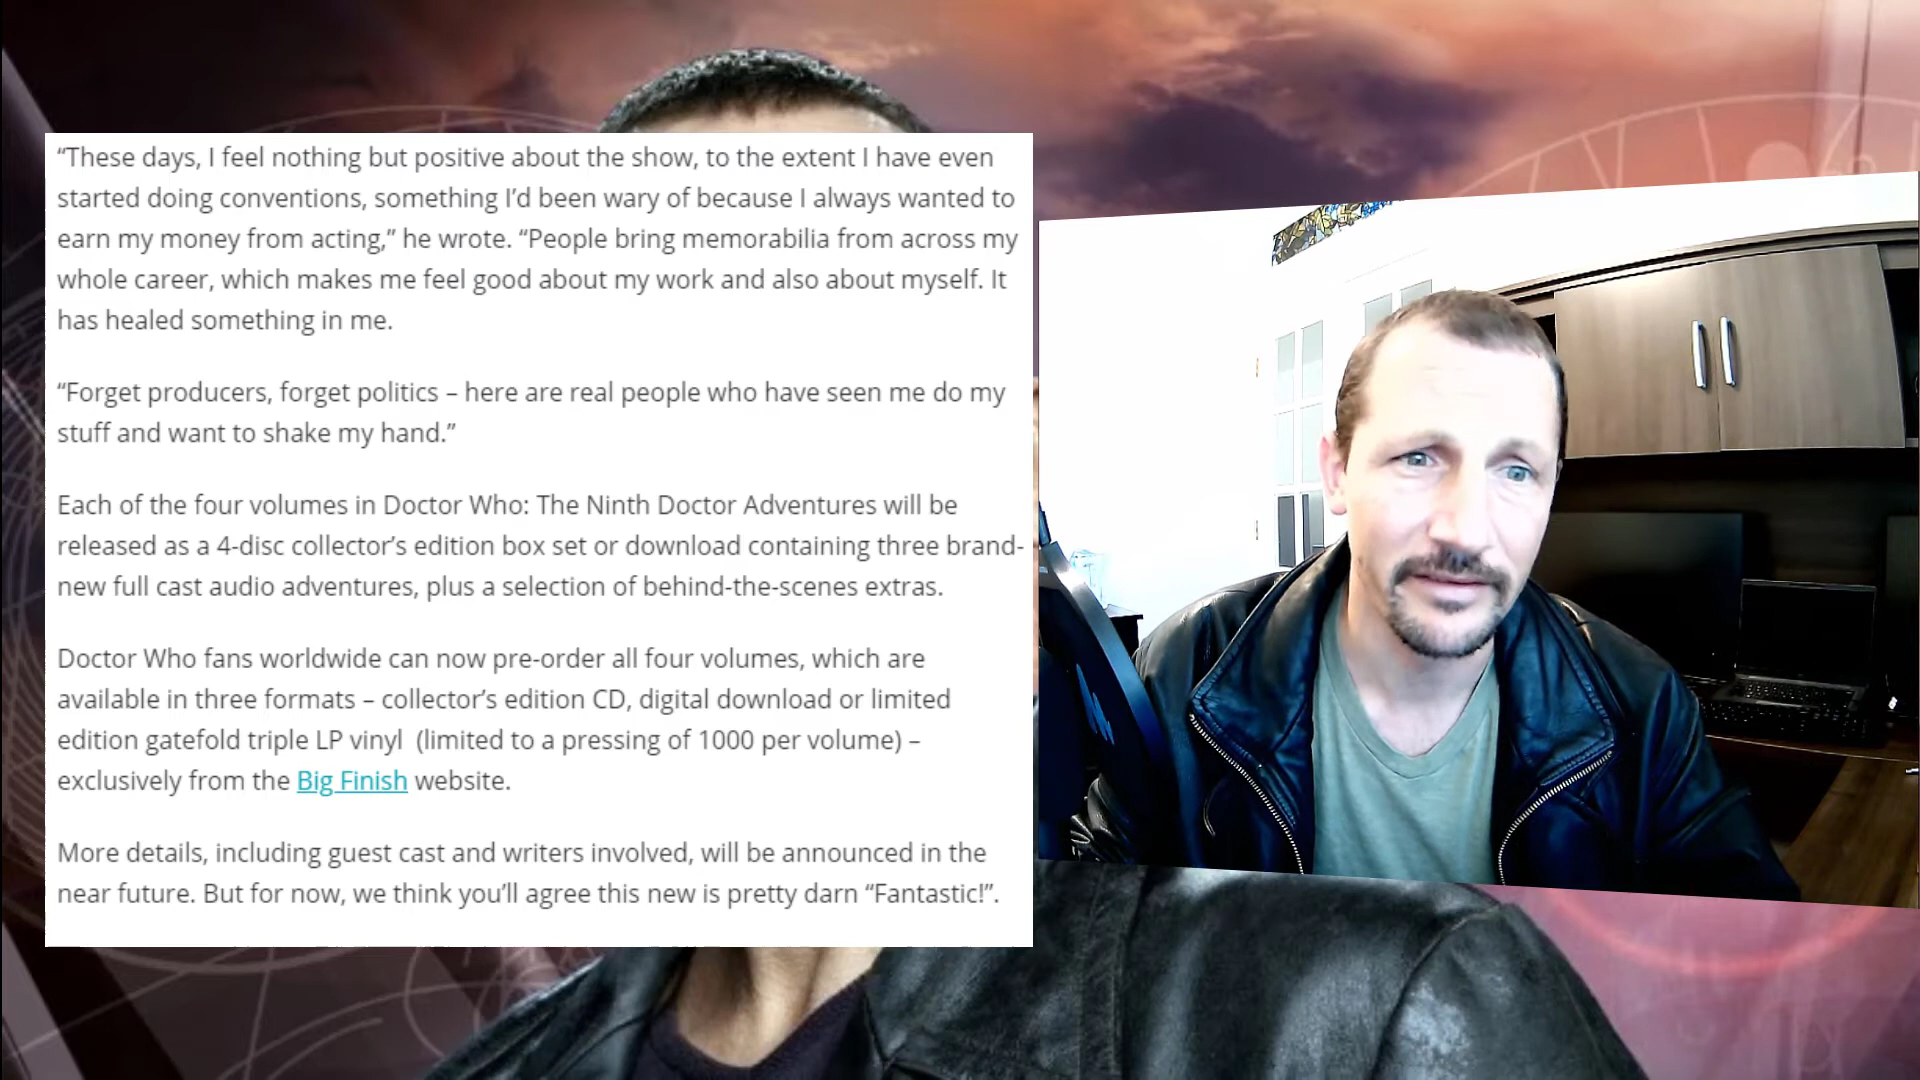 “These days, I feel nothing but positive about the show, to the extent I have even
started doing conventions, something I’d been wary of because I always wanted to
earn my money from acting,” he wrote. “People bring memorabilia from across my
whole career, which makes me feel good about my work and also about myself. It
has healed something in me.
“Forget producers, forget politics – here are real people who have seen me do my
stuff and want to shake my hand.”
Each of the four volumes in Doctor Who: The Ninth Doctor Adventures will be
released as a 4-disc collector’s edition box set or download containing three brand-
new full cast audio adventures, plus a selection of behind-the-scenes extras.
Doctor Who fans worldwide can now pre-order all four volumes, which are
available in three formats – collector’s edition CD, digital download or limited
edition gatefold triple LP vinyl (limited to a pressing of 1000 per volume) –
exclusively from the Big Finish website.
More details, including guest cast and writers involved, will be announced in the
near future. But for now, we think you’ll agree this new is pretty darn “Fantastic!”.